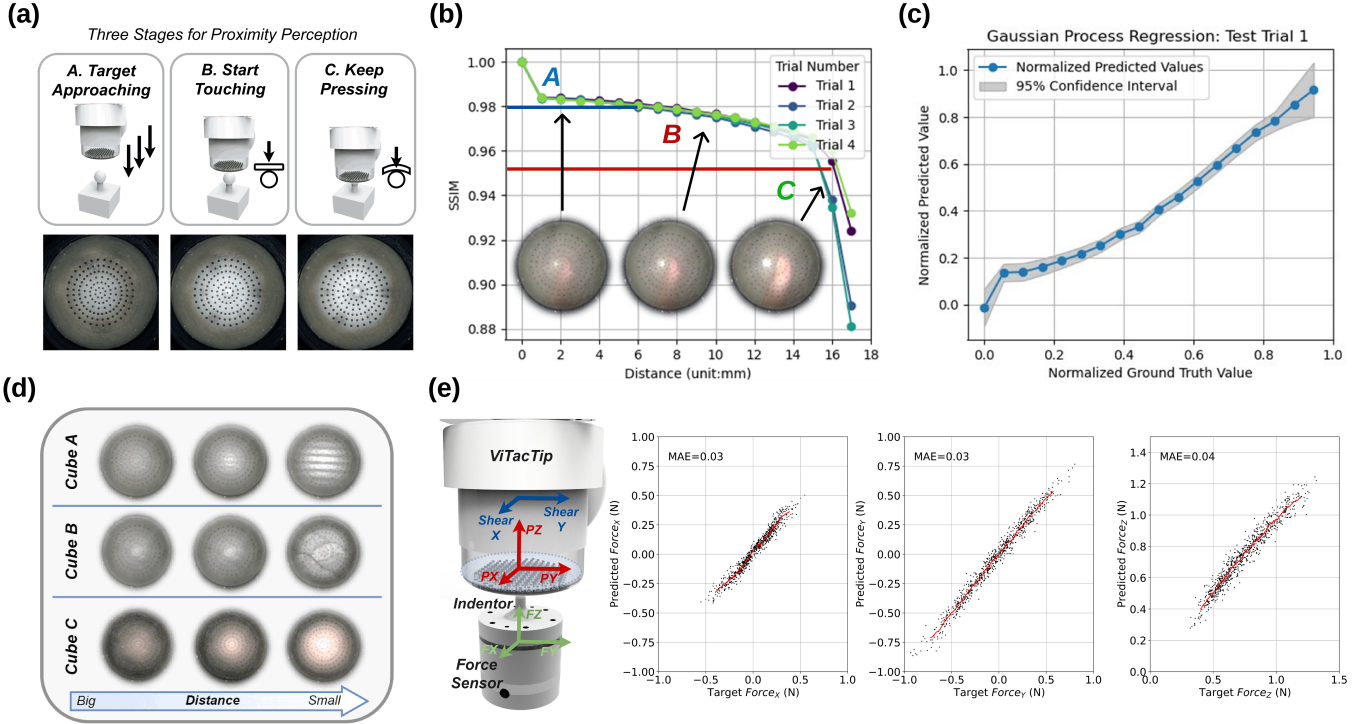 (a)
Three Stages for Proximity Perception
A. Target
Approaching
B. Start
Touching
C. Keep
Pressing
(b)
SSIM
1.00
0.98
0.96
0.94
0.92
0.90
0.88
A
B
C
Trial Number
Trial 1
Trial 2
Trial 3
Trial 4
0 2 4 6 8 10 12 14 16 18
Distance (unit:mm)
(c)
Gaussian Process Regression: Test Trial 1
Normalized Predicted Values
95% Confidence Interval
Normalized Predicted Value
1.0
0.8
0.6
0.4
0.2
0.0
0.0 0.2 0.4 0.6 0.8 1.0
Normalized Ground Truth Value
(d)
Cube A
Cube B
Cube C
Big Distance Small
(e)
ViTacTip
Shear
X
Shear
Y
PZ
PX
PY
Indentor
FZ
FX
FY
Force
Sensor
MAE=0.03
Predicted ForceX (N)
1.00
0.75
0.50
0.25
0.00
−0.25
−0.50
−0.75
−1.00
−1.0 −0.5 0.0 0.5 1.0
Target ForceX (N)
MAE=0.03
Predicted ForceY (N)
1.00
0.75
0.50
0.25
0.00
−0.25
−0.50
−0.75
−1.00
−1.0 −0.5 0.0 0.5 1.0
Target ForceY (N)
MAE=0.04
Predicted ForceZ (N)
1.4
1.2
1.0
0.8
0.6
0.4
0.2
0.0
0.0 0.5 1.0 1.5
Target ForceZ (N)